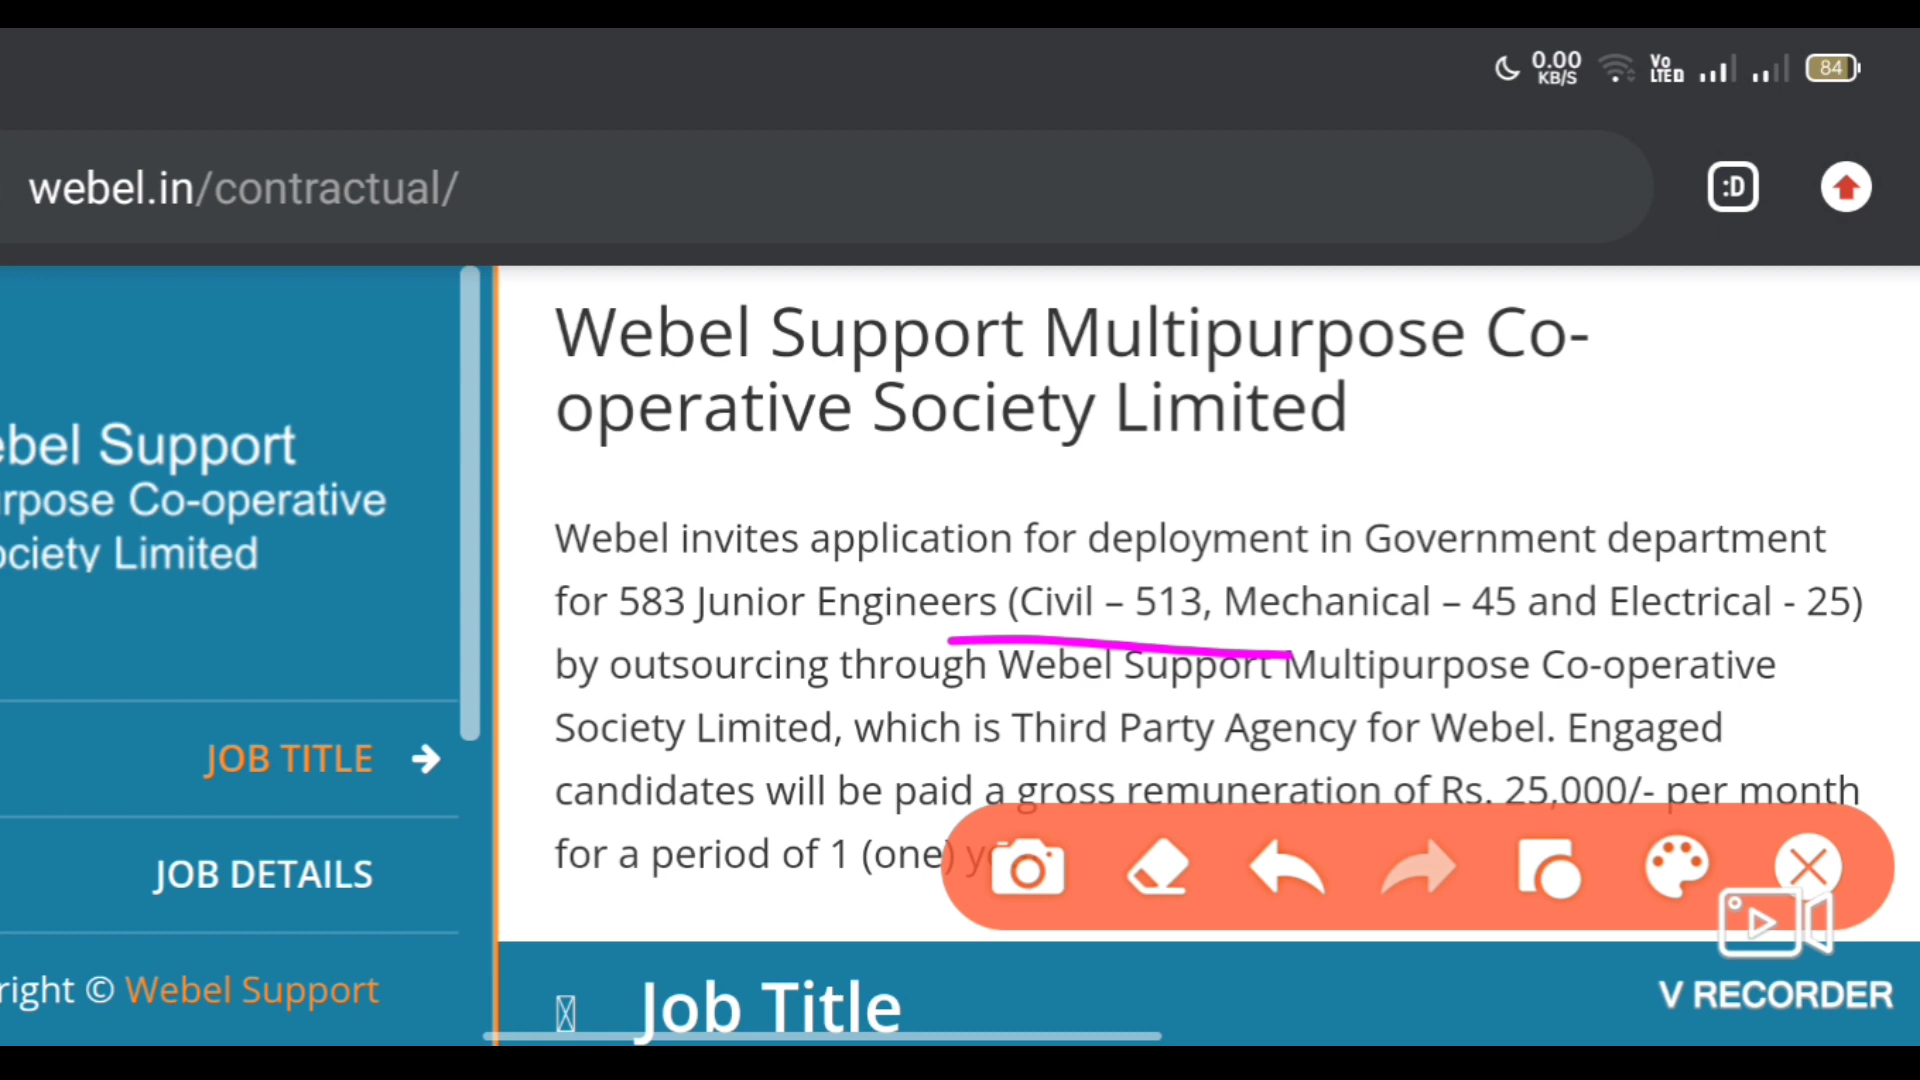 0.00
KB/S
Vo
LTE
84
webel.in/contractual/
:D
Webel Support Multipurpose Co-
operative Society Limited
ebel Support
rpose Co-operative
ociety Limited
Webel invites application for deployment in Government department
for 583 Junior Engineers (Civil – 513, Mechanical – 45 and Electrical - 25)
by outsourcing through Webel Support Multipurpose Co-operative
Society Limited, which is Third Party Agency for Webel. Engaged
candidates will be paid a gross remuneration of Rs. 25,000/- per month
for a period of 1 (one)
JOB TITLE
JOB DETAILS
right © Webel Support
Job Title
V RECORDER